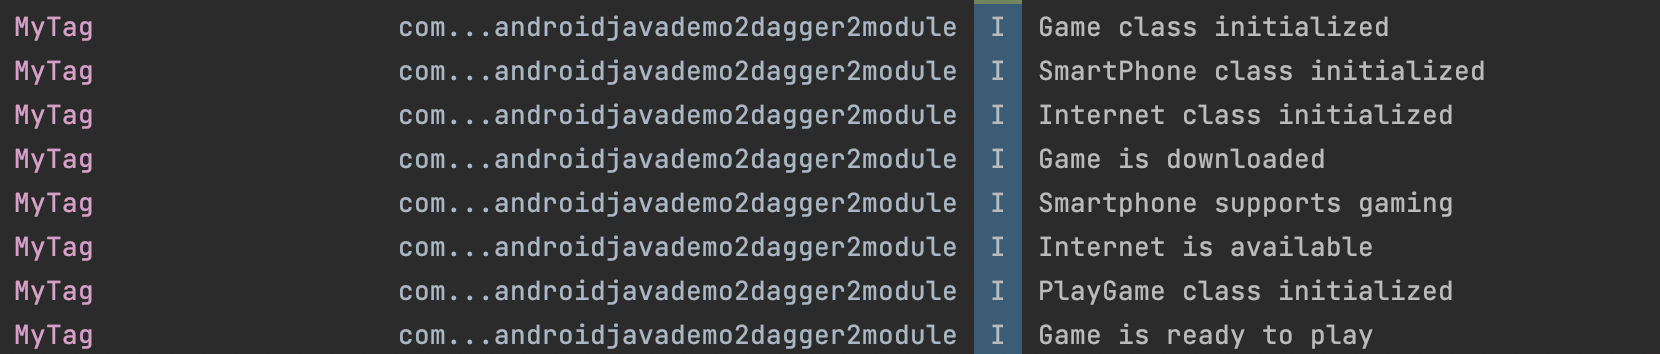 MyTag com...androidjavademo2dagger2module I Game class initialized
MyTag com...androidjavademo2dagger2module I SmartPhone class initialized
MyTag com...androidjavademo2dagger2module I Internet class initialized
MyTag com...androidjavademo2dagger2module I Game is downloaded
MyTag com...androidjavademo2dagger2module I Smartphone supports gaming
MyTag com...androidjavademo2dagger2module I Internet is available
MyTag com...androidjavademo2dagger2module I PlayGame class initialized
MyTag com...androidjavademo2dagger2module I Game is ready to play